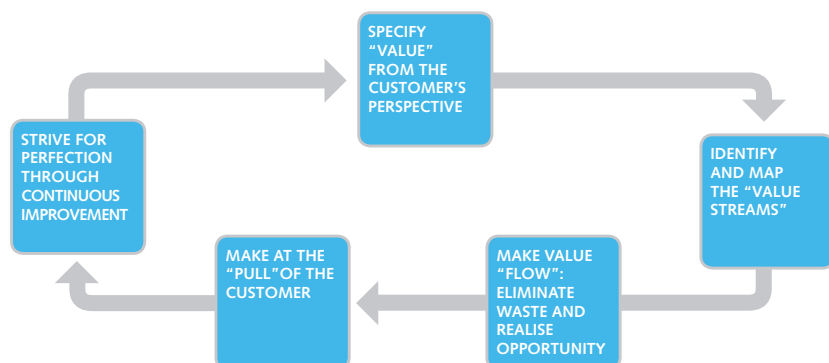 SPECIFY
“VALUE”
FROM THE
CUSTOMER’S
PERSPECTIVE
IDENTIFY
AND MAP
THE “VALUE
STREAMS”
MAKE VALUE
“FLOW”:
ELIMINATE
WASTE AND
REALISE
OPPORTUNITY
MAKE AT THE
“PULL”OF THE
CUSTOMER
STRIVE FOR
PERFECTION
THROUGH
CONTINUOUS
IMPROVEMENT